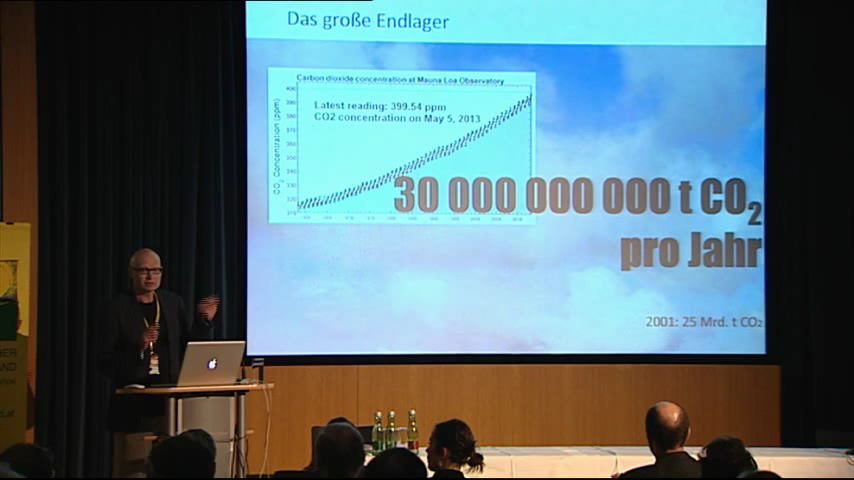 Das große Endlager
Carbon dioxide concentration at Mauna Loa Observatory
Latest reading: 399.54 ppm
CO2 concentration on May 5, 2013
CO2 Concentration (ppm)
30 000 000 000 t CO2
pro Jahr
2001: 25 Mrd. t CO2